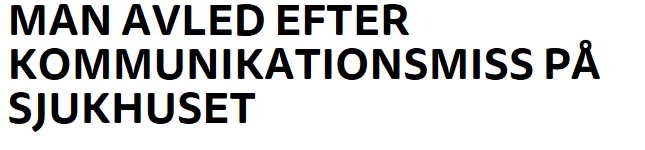 MAN AVLED EFTER
KOMMUNIKATIONSMISS PÅ
SJUKHUSET